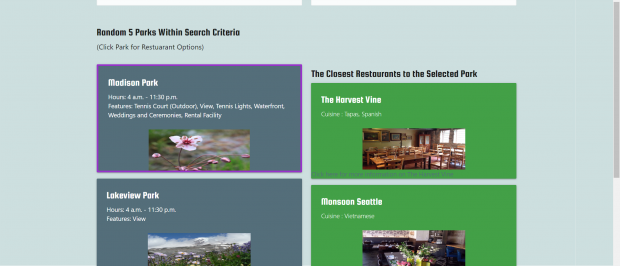 Random 5 Parks Within Search Criteria
(Click Park for Restuarant Options)
Madison Park
Hours: 4 a.m. - 11:30 p.m.
Features: Tennis Court (Outdoor), View, Tennis Lights, Waterfront,
Weddings and Ceremonies, Rental Facility
Lakeview Park
Hours: 4 a.m. - 11:30 p.m.
Features: View
The Closest Restaurants to the Selected Park
The Harvest Vine
Cuisine : Tapas, Spanish
Monsoon Seattle
Cuisine : Vietnamese